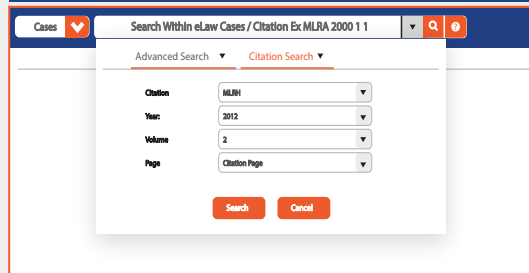 Cases Search Within eLaw Cases / Citation Ex MLRA 2000 1 1
Advanced Search Citation Search
Citation MLRH
Year: 2012
Volume 2
Page Citation Page
Search Cancel